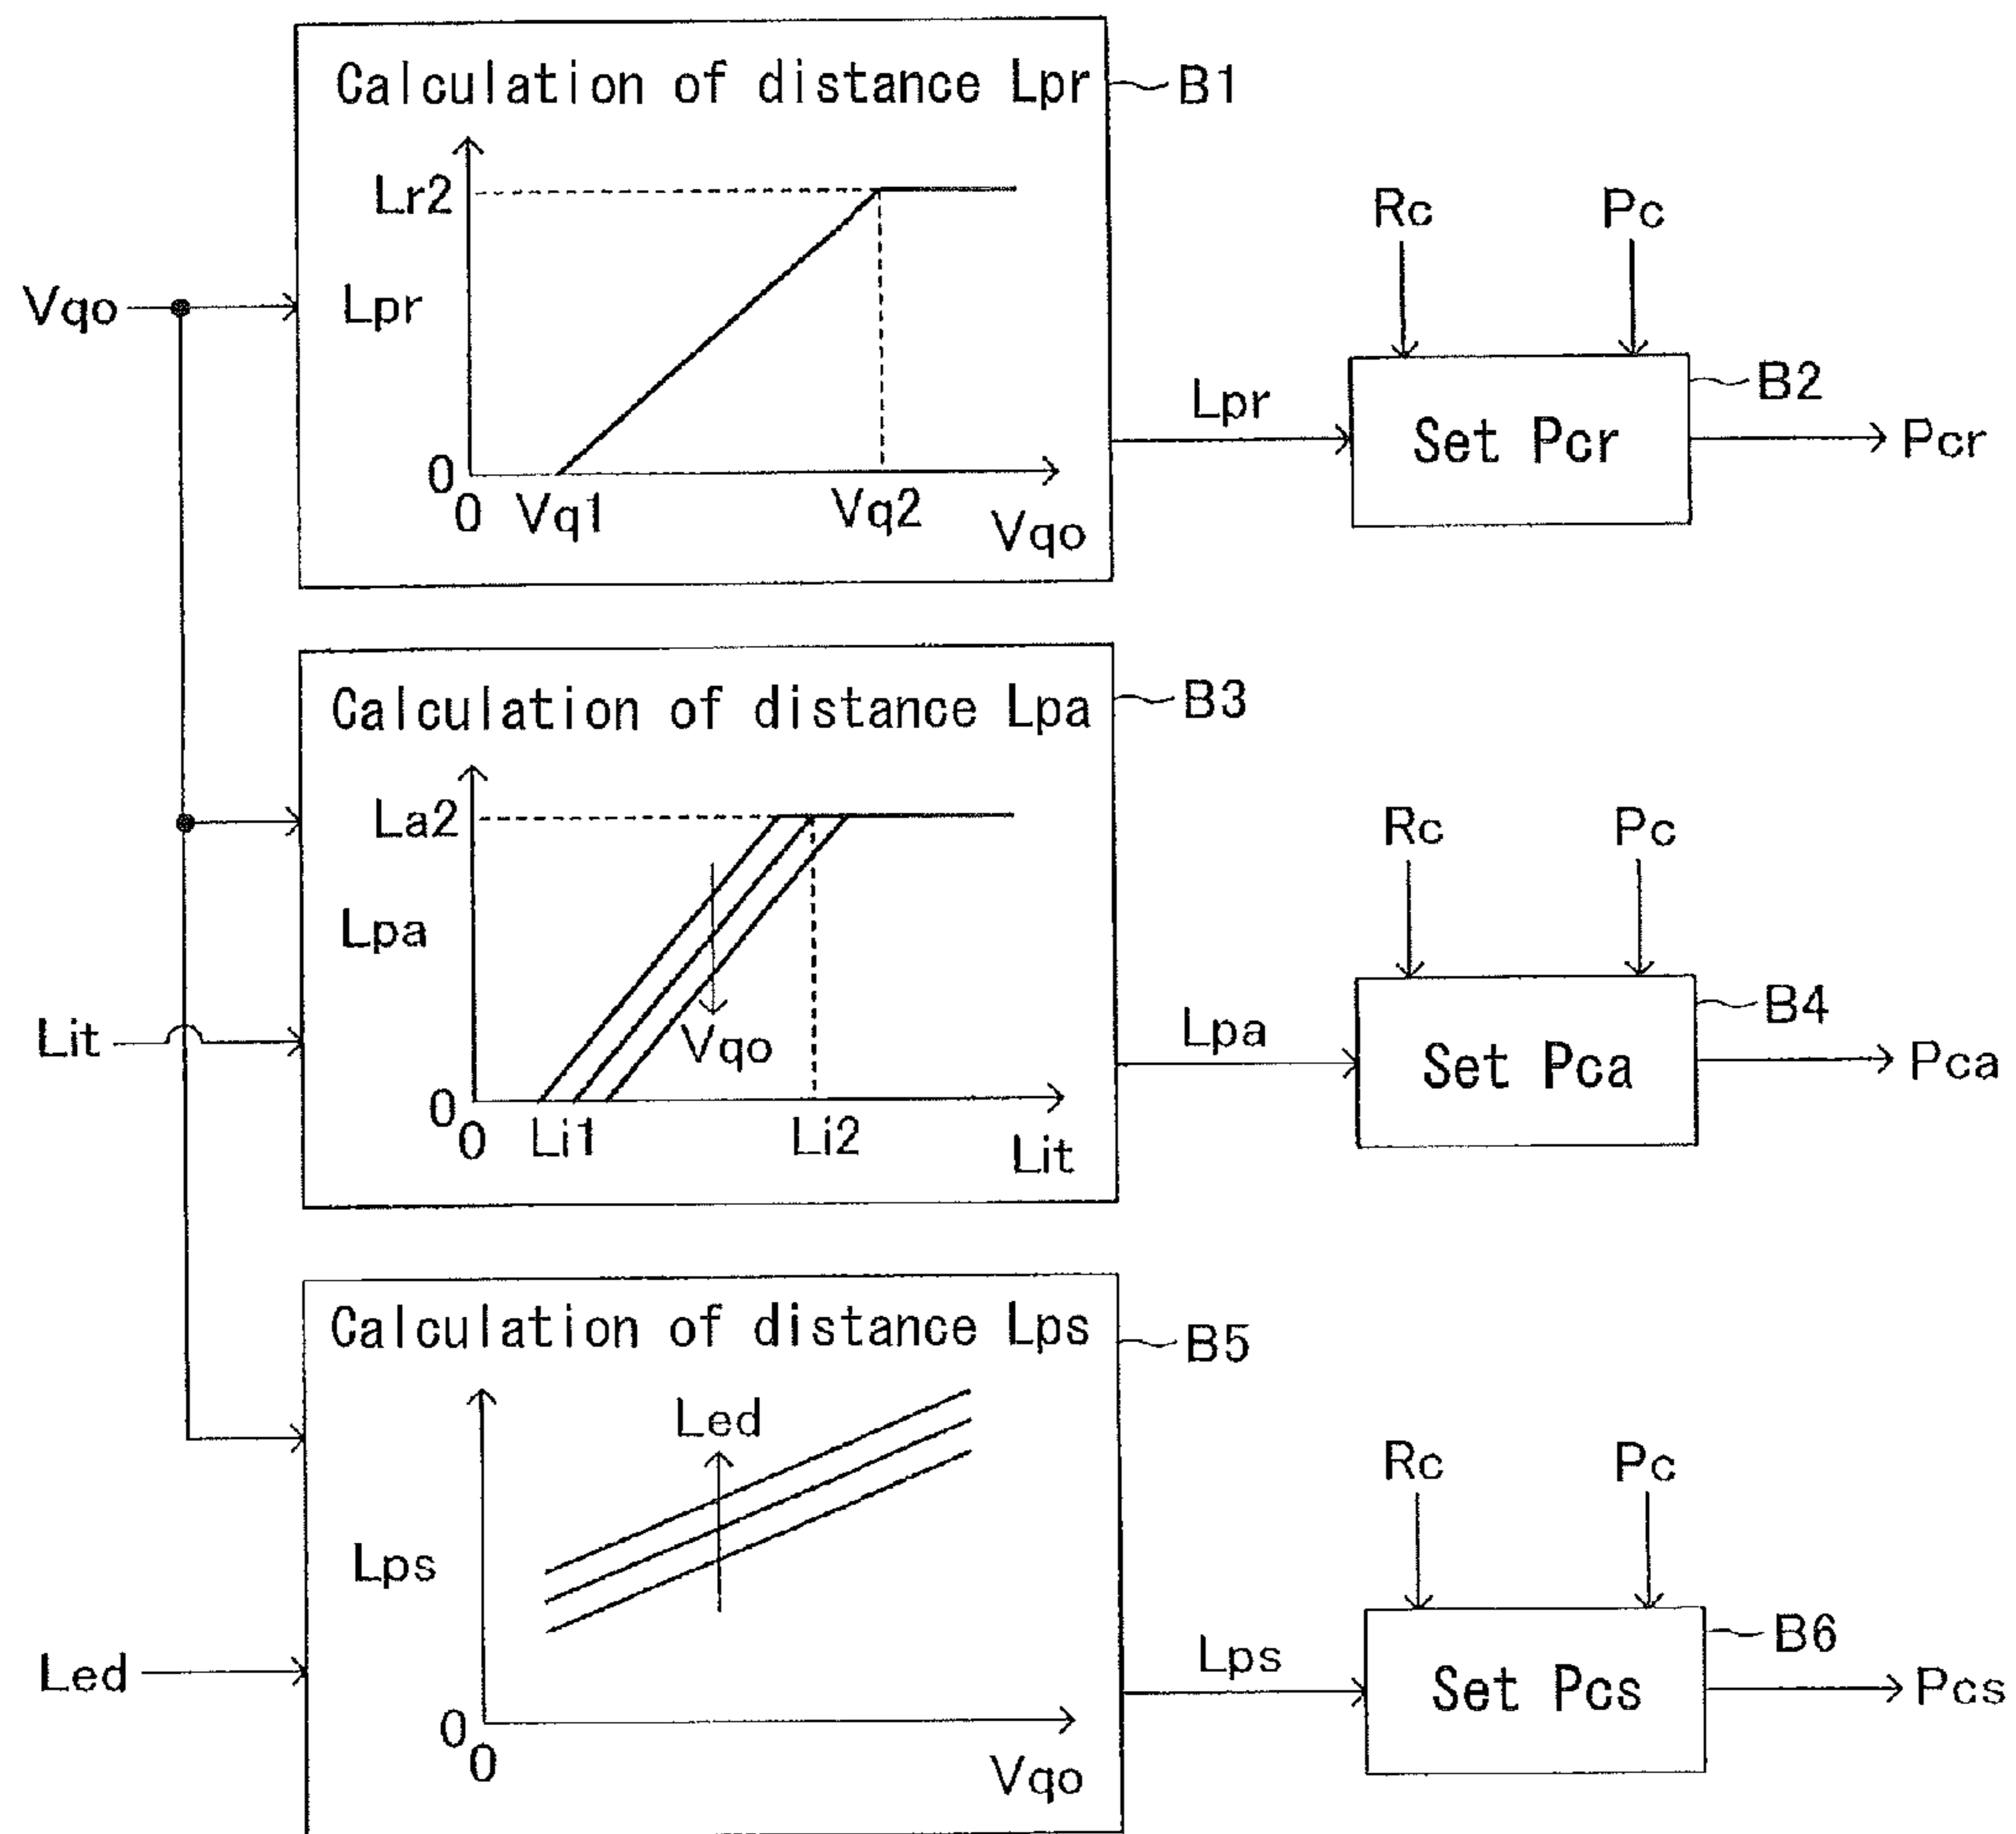 Calculation of distance Lpr
B1
Lr2
Lpr
Vqo
0
0
Vq1
Vq2
Vqo
Lpr
Rc
Pc
Set Pcr
B2
Pcr
Calculation of distance Lpa
B3
La2
Lpa
Vqo
Lit
0
0
Li1
Li2
Lit
Lpa
Rc
Pc
Set Pca
B4
Pca
Calculation of distance Lps
B5
Led
Lps
Led
0
0
Vqo
Lps
Rc
Pc
Set Pcs
B6
Pcs